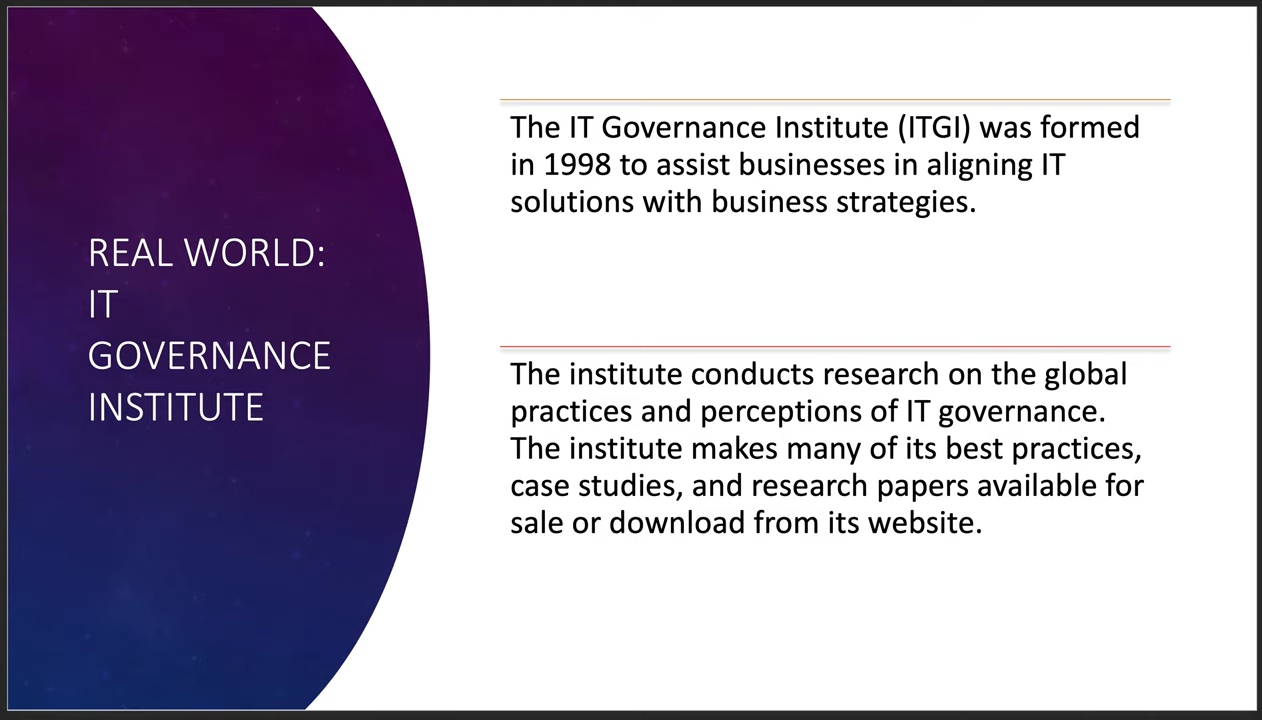 REAL WORLD:
IT
GOVERNANCE
INSTITUTE
The IT Governance Institute (ITGI) was formed
in 1998 to assist businesses in aligning IT
solutions with business strategies.
The institute conducts research on the global
practices and perceptions of IT governance.
The institute makes many of its best practices,
case studies, and research papers available for
sale or download from its website.